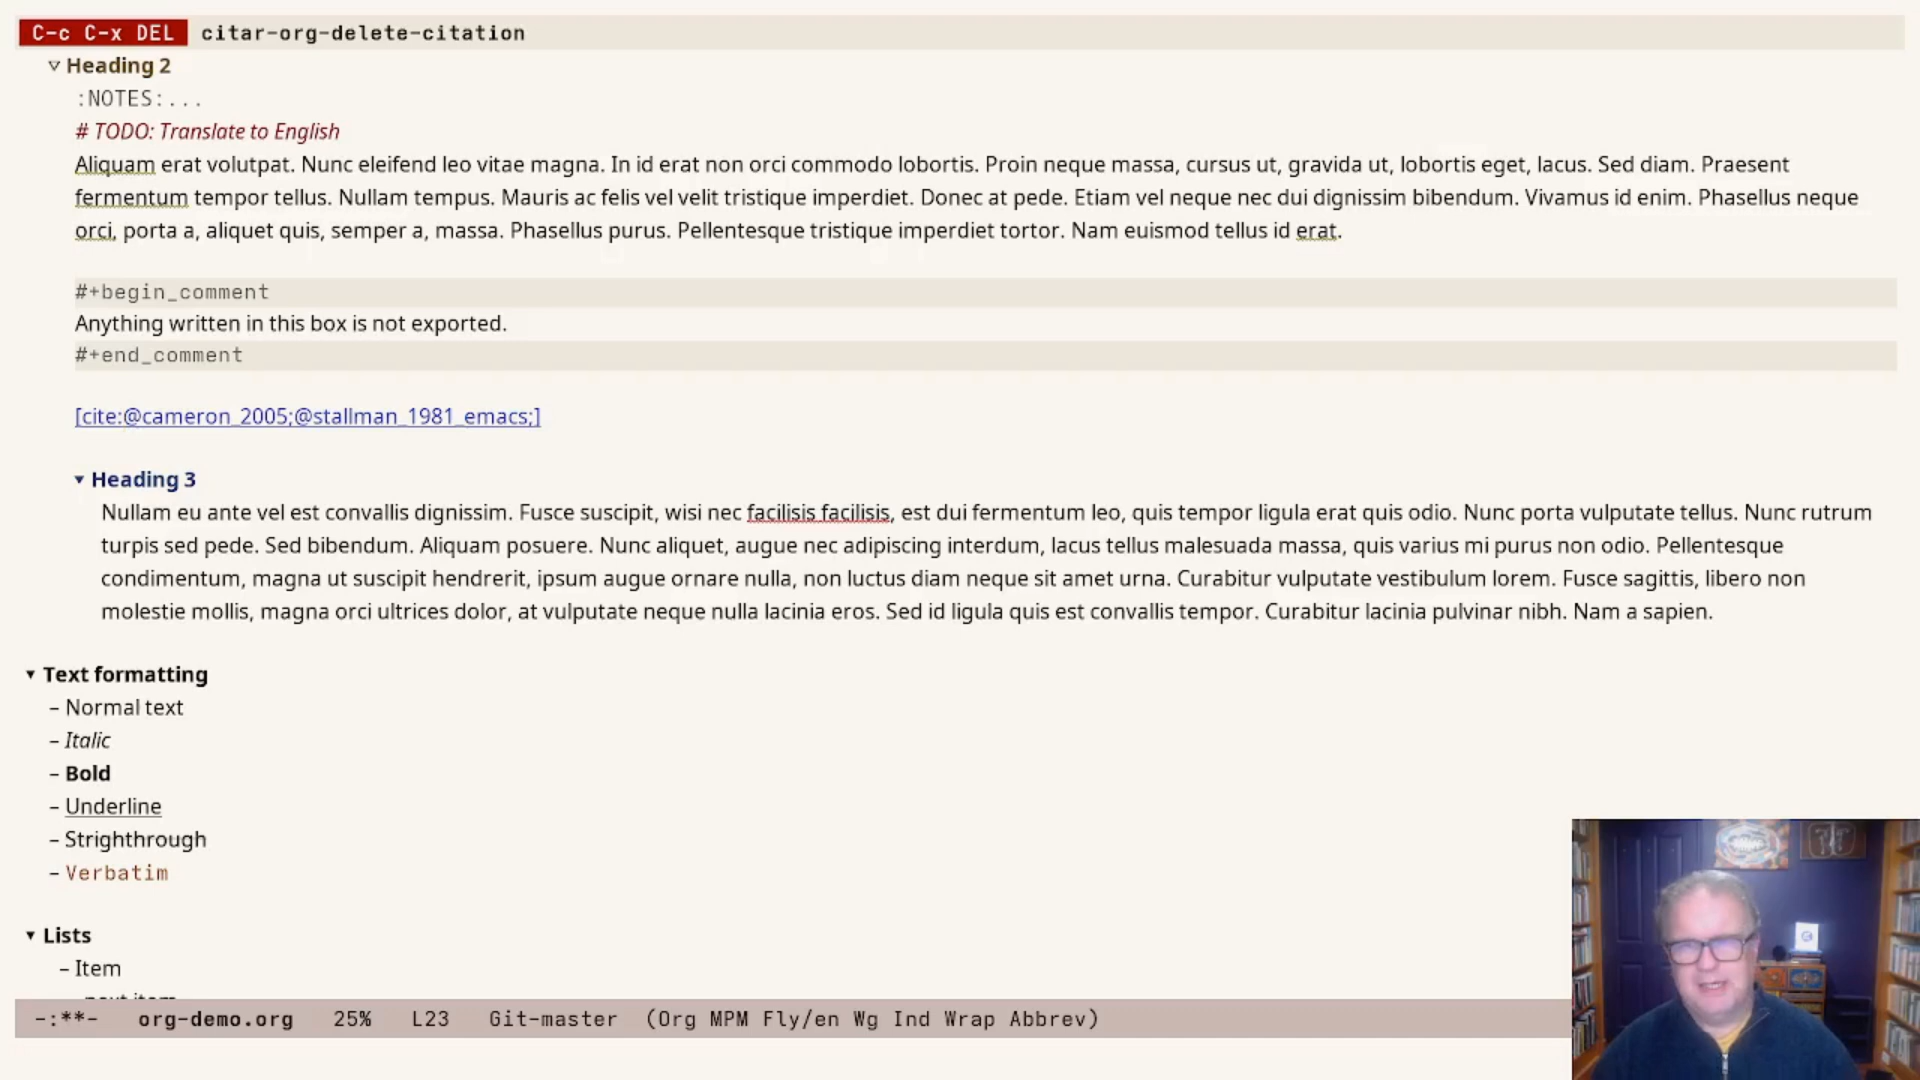 C-c C-x DEL citar-org-delete-citation
Heading 2
:NOTES:...
# TODO: Translate to English
Aliquam erat volutpat. Nunc eleifend leo vitae magna. In id erat non orci commodo lobortis. Proin neque massa, cursus ut, gravida ut, lobortis eget, lacus. Sed diam. Praesent
fermentum tempor tellus. Nullam tempus. Mauris ac felis vel velit tristique imperdiet. Donec at pede. Etiam vel neque nec dui dignissim bibendum. Vivamus id enim. Phasellus neque
orci, porta a, aliquet quis, semper a, massa. Phasellus purus. Pellentesque tristique imperdiet tortor. Nam euismod tellus id erat.
#+begin_comment
Anything written in this box is not exported.
#+end_comment
[cite:@cameron_2005;@stallman_1981_emacs;]
Heading 3
Nullam eu ante vel est convallis dignissim. Fusce suscipit, wisi nec facilisis facilisis, est dui fermentum leo, quis tempor ligula erat quis odio. Nunc porta vulputate tellus. Nunc rutrum
turpis sed pede. Sed bibendum. Aliquam posuere. Nunc aliquet, augue nec adipiscing interdum, lacus tellus malesuada massa, quis varius mi purus non odio. Pellentesque
condimentum, magna ut suscipit hendrerit, ipsum augue ornare nulla, non luctus diam neque sit amet urna. Curabitur vulputate vestibulum lorem. Fusce sagittis, libero non
molestie mollis, magna orci ultrices dolor, at vulputate neque nulla lacinia eros. Sed id ligula quis est convallis tempor. Curabitur lacinia pulvinar nibh. Nam a sapien.
Text formatting
– Normal text
– Italic
– Bold
– Underline
– Strighthrough
– Verbatim
Lists
– Item
next item
-:**- org-demo.org 25% L23 Git-master (Org MPM Fly/en Wg Ind Wrap Abbrev)